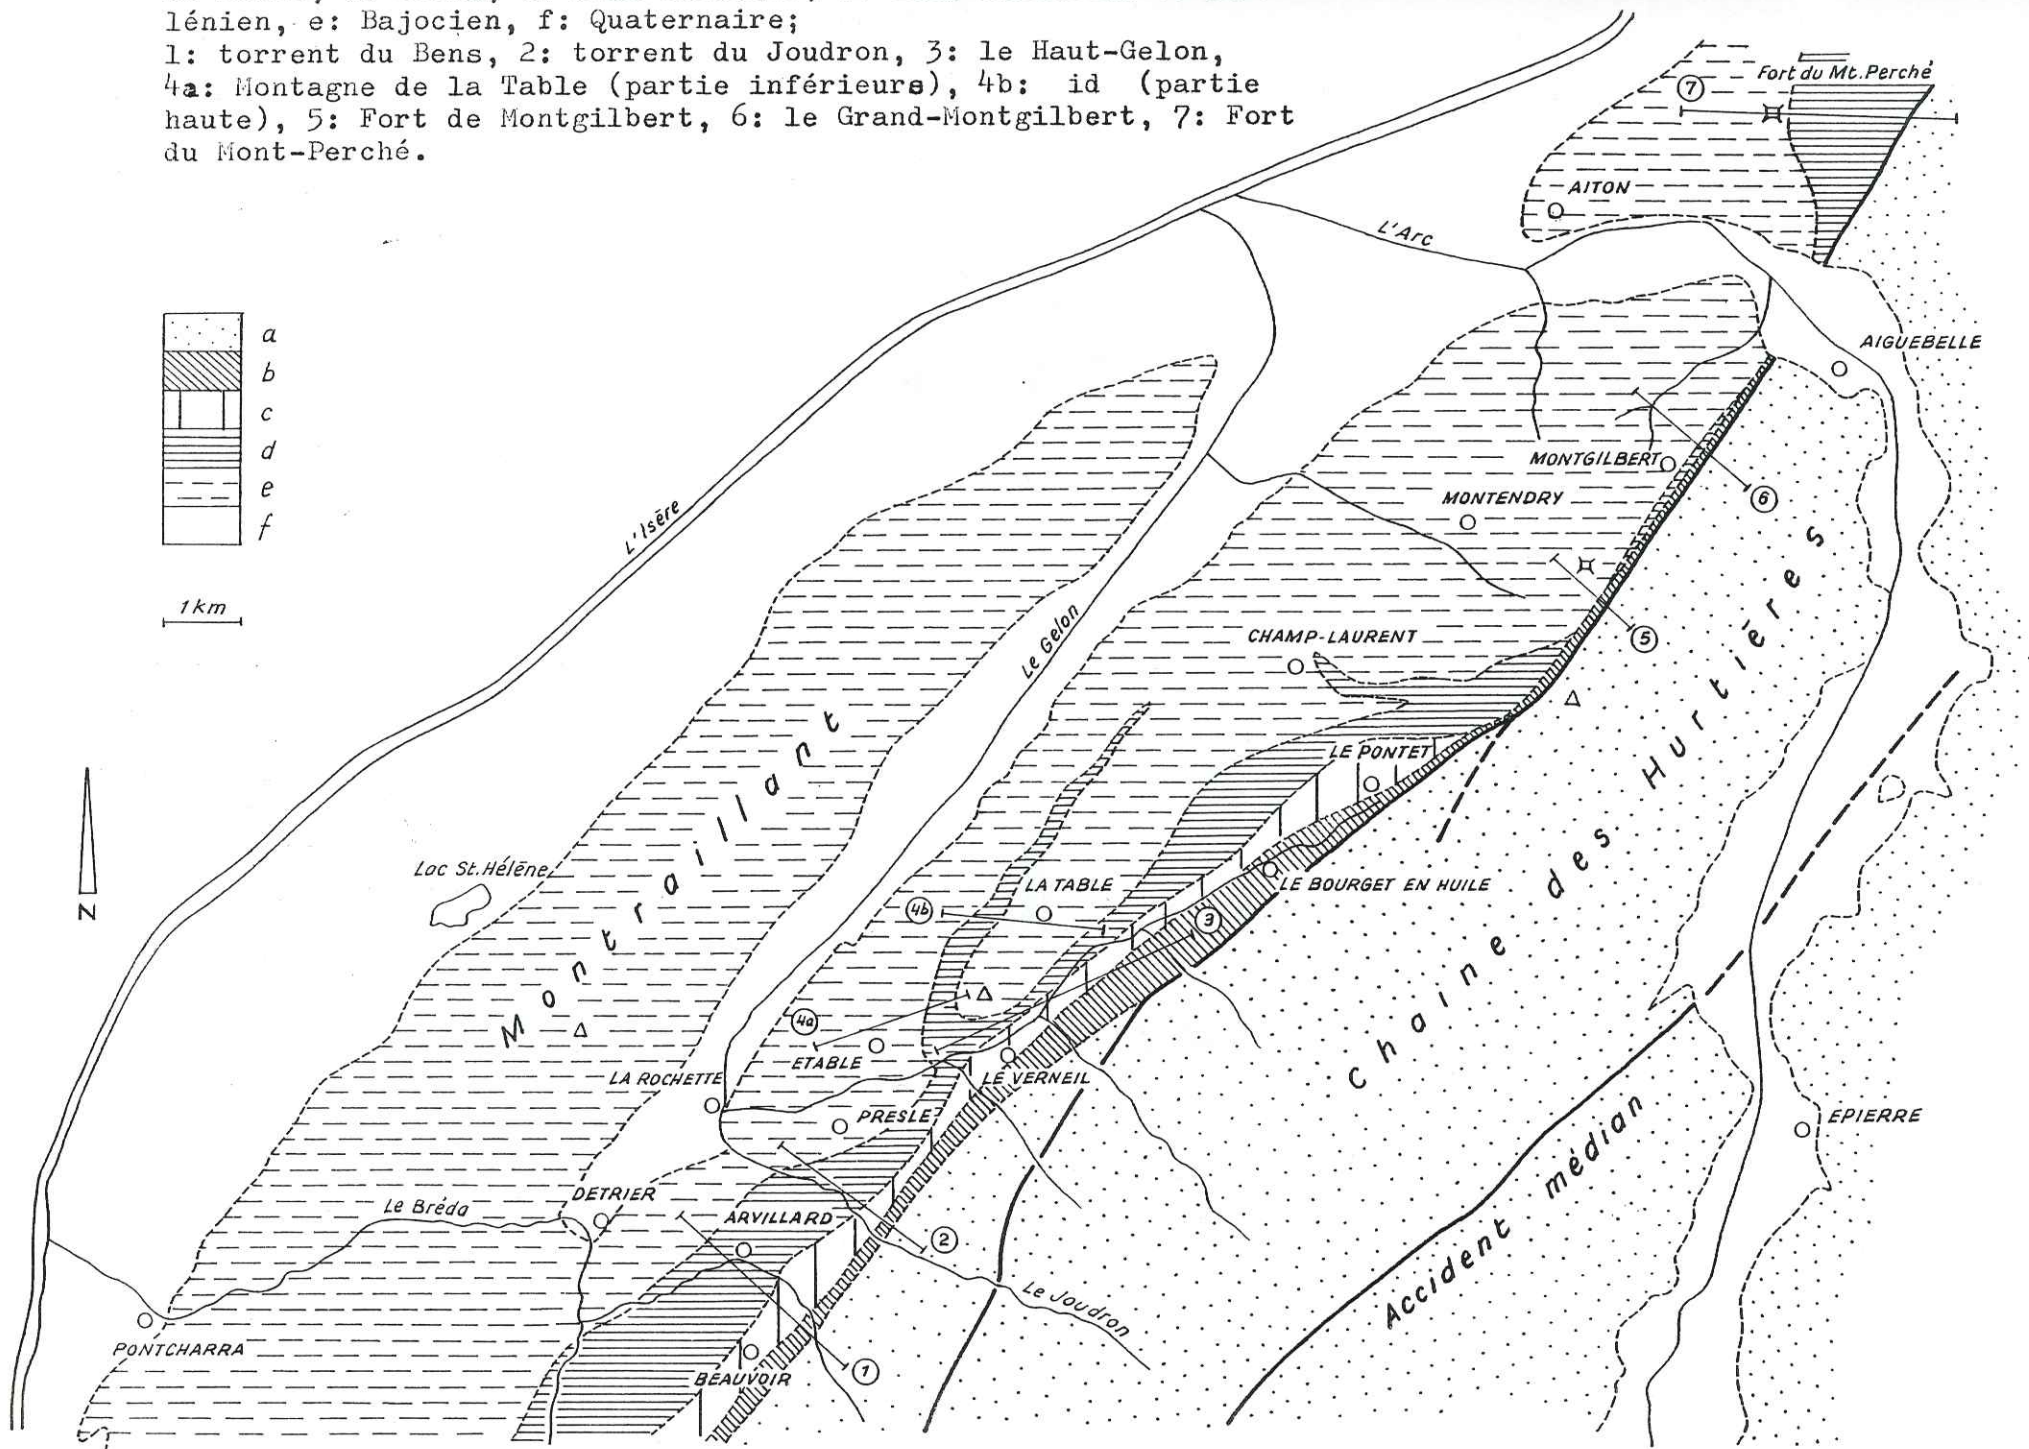 lénien, e: Bajocien, f: Quaternaire;
1: torrent du Bens, 2: torrent du Joudron, 3: le Haut-Gelon,
4a: Montagne de la Table (partie inférieure), 4b: id (partie
haute), 5: Fort de Montgilbert, 6: le Grand-Montgilbert, 7: Fort
du Mont-Perché.
7
Fort du Mt. Perché
AITON
L'Arc
a
b
c
d
e
f
1 km
AIGUEBELLE
MONTGILBERT
MONTENDRY
6
L'Isère
Le Gelon
CHAMP-LAURENT
5
LE PONTET
Chaine des Hurtières
Montraillant
Lac St. Hélène
LA TABLE
LE BOURGET EN HUILE
4b
3
N
4a
ETABLE
LA ROCHETTE
LE VERNEIL
PRESLE
EPIERRE
Accident médian
DETRIER
Le Bréda
ARVILLARD
2
Le Joudron
PONTCHARRA
BEAUVOIR
1